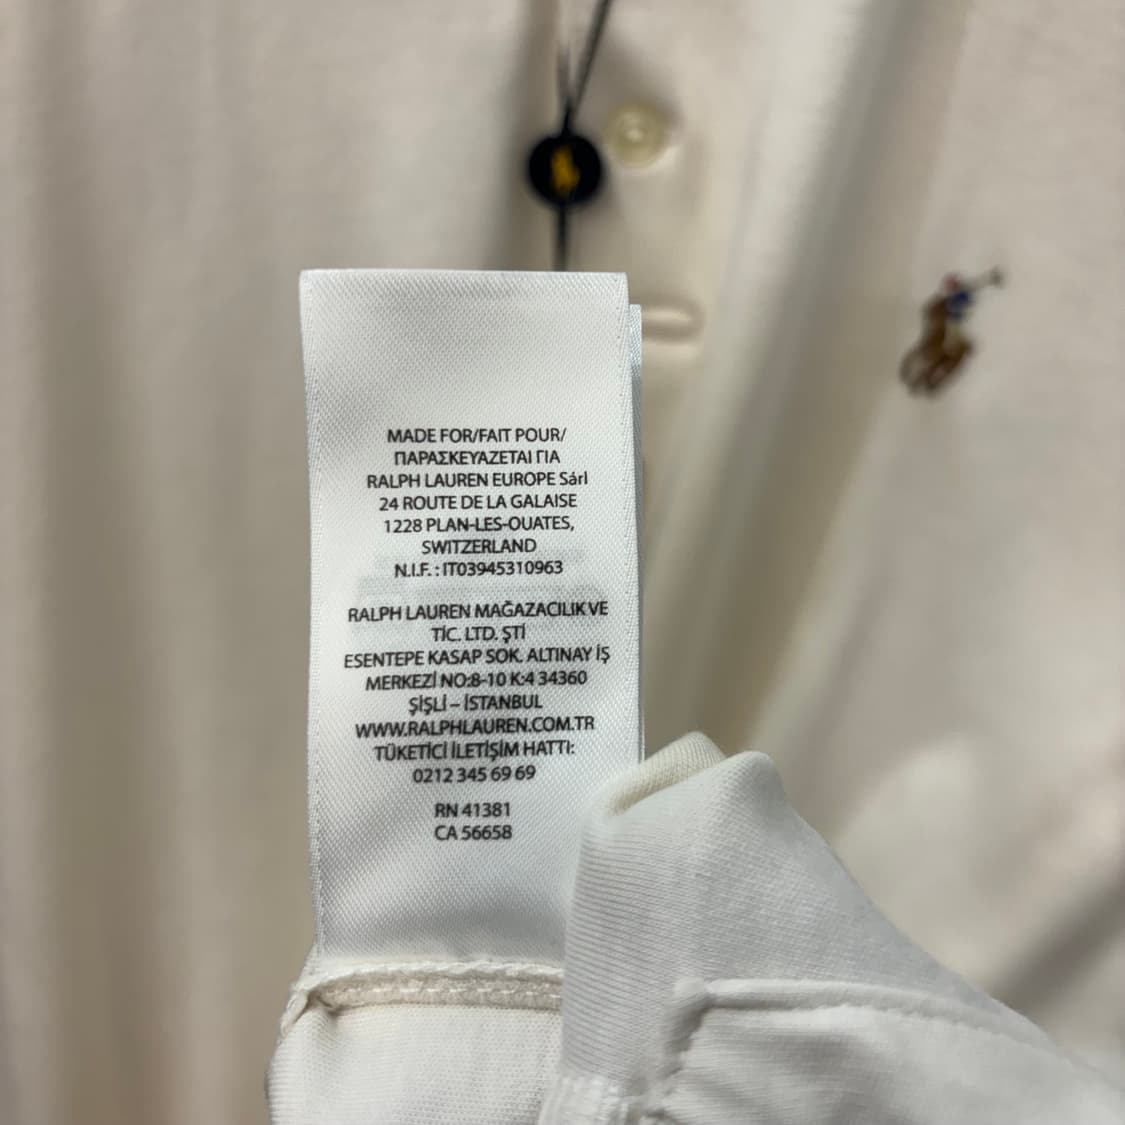 MADE FOR/FAIT POUR/
ΠΑΡΑΣΚΕΥΑΖΕΤΑΙ ΓΙΑ
RALPH LAUREN EUROPE Sárl
24 ROUTE DE LA GALAISE
1228 PLAN-LES-OUATES,
SWITZERLAND
N.I.F. : IT03945310963
RALPH LAUREN MAĞAZACILIK VE
TİC. LTD. ŞTİ
ESENTEPE KASAP SOK. ALTINAY İŞ
MERKEZİ NO:8-10 K:4 34360
ŞİŞLİ – İSTANBUL
WWW.RALPHLAUREN.COM.TR
TÜKETİCİ İLETİŞİM HATTI:
0212 345 69 69
RN 41381
CA 56658